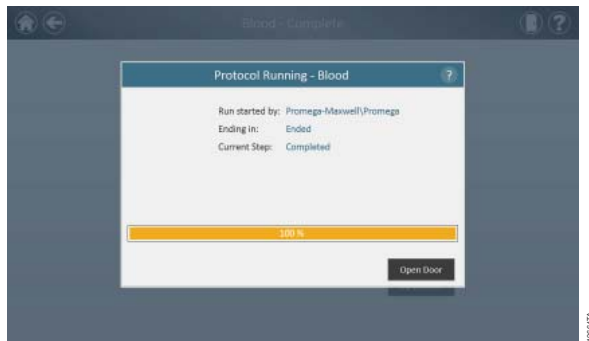 Blood - Complete
Protocol Running - Blood
?
?
Run started by: Promega-Maxwell\Promega
Ending in: Ended
Current Step: Completed
100 %
Open Door